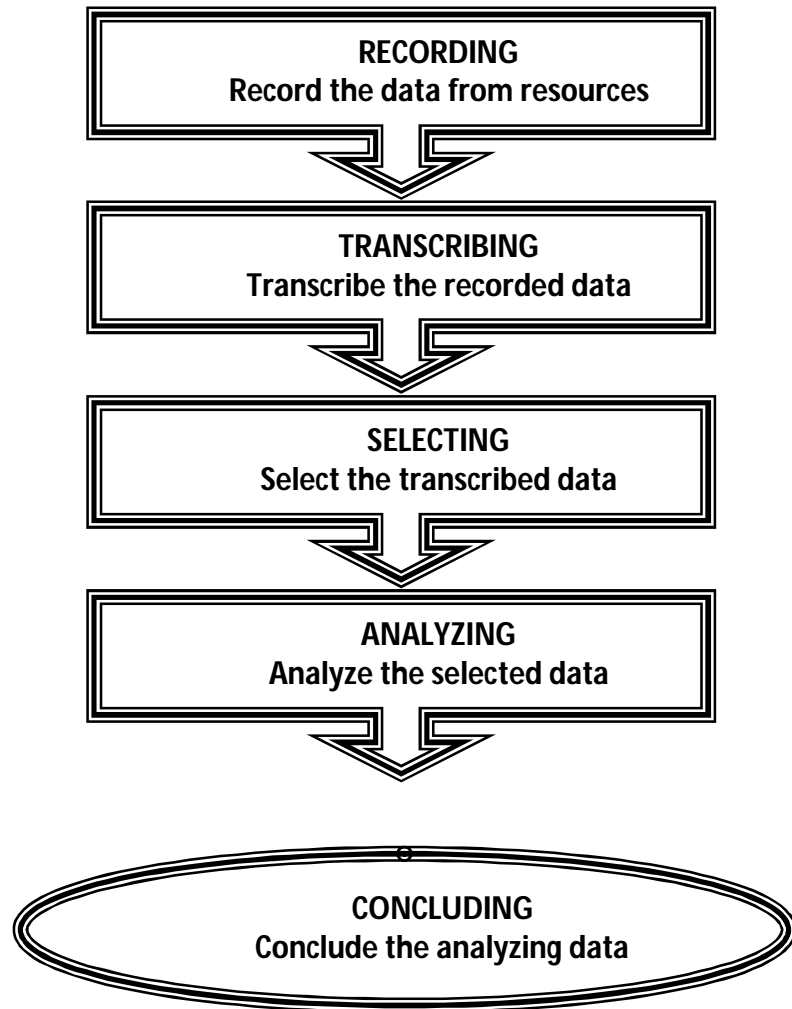 RECORDING
Record the data from resources
TRANSCRIBING
Transcribe the recorded data
SELECTING
Select the transcribed data
ANALYZING
Analyze the selected data
CONCLUDING
Conclude the analyzing data